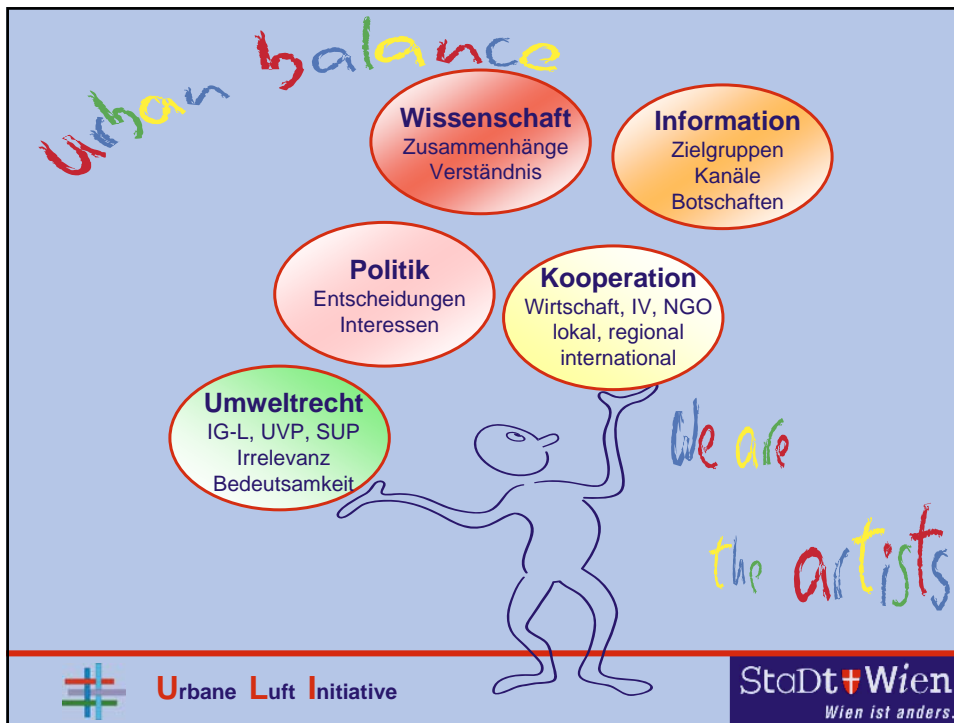 urban balance
Wissenschaft
Zusammenhänge
Verständnis
Information
Zielgruppen
Kanäle
Botschaften
Politik
Entscheidungen
Interessen
Kooperation
Wirtschaft, IV, NGO
lokal, regional
international
Umweltrecht
IG-L, UVP, SUP
Irrelevanz
Bedeutsamkeit
We are
the artists
Urbane Luft Initiative
StaDt Wien
Wien ist anders.